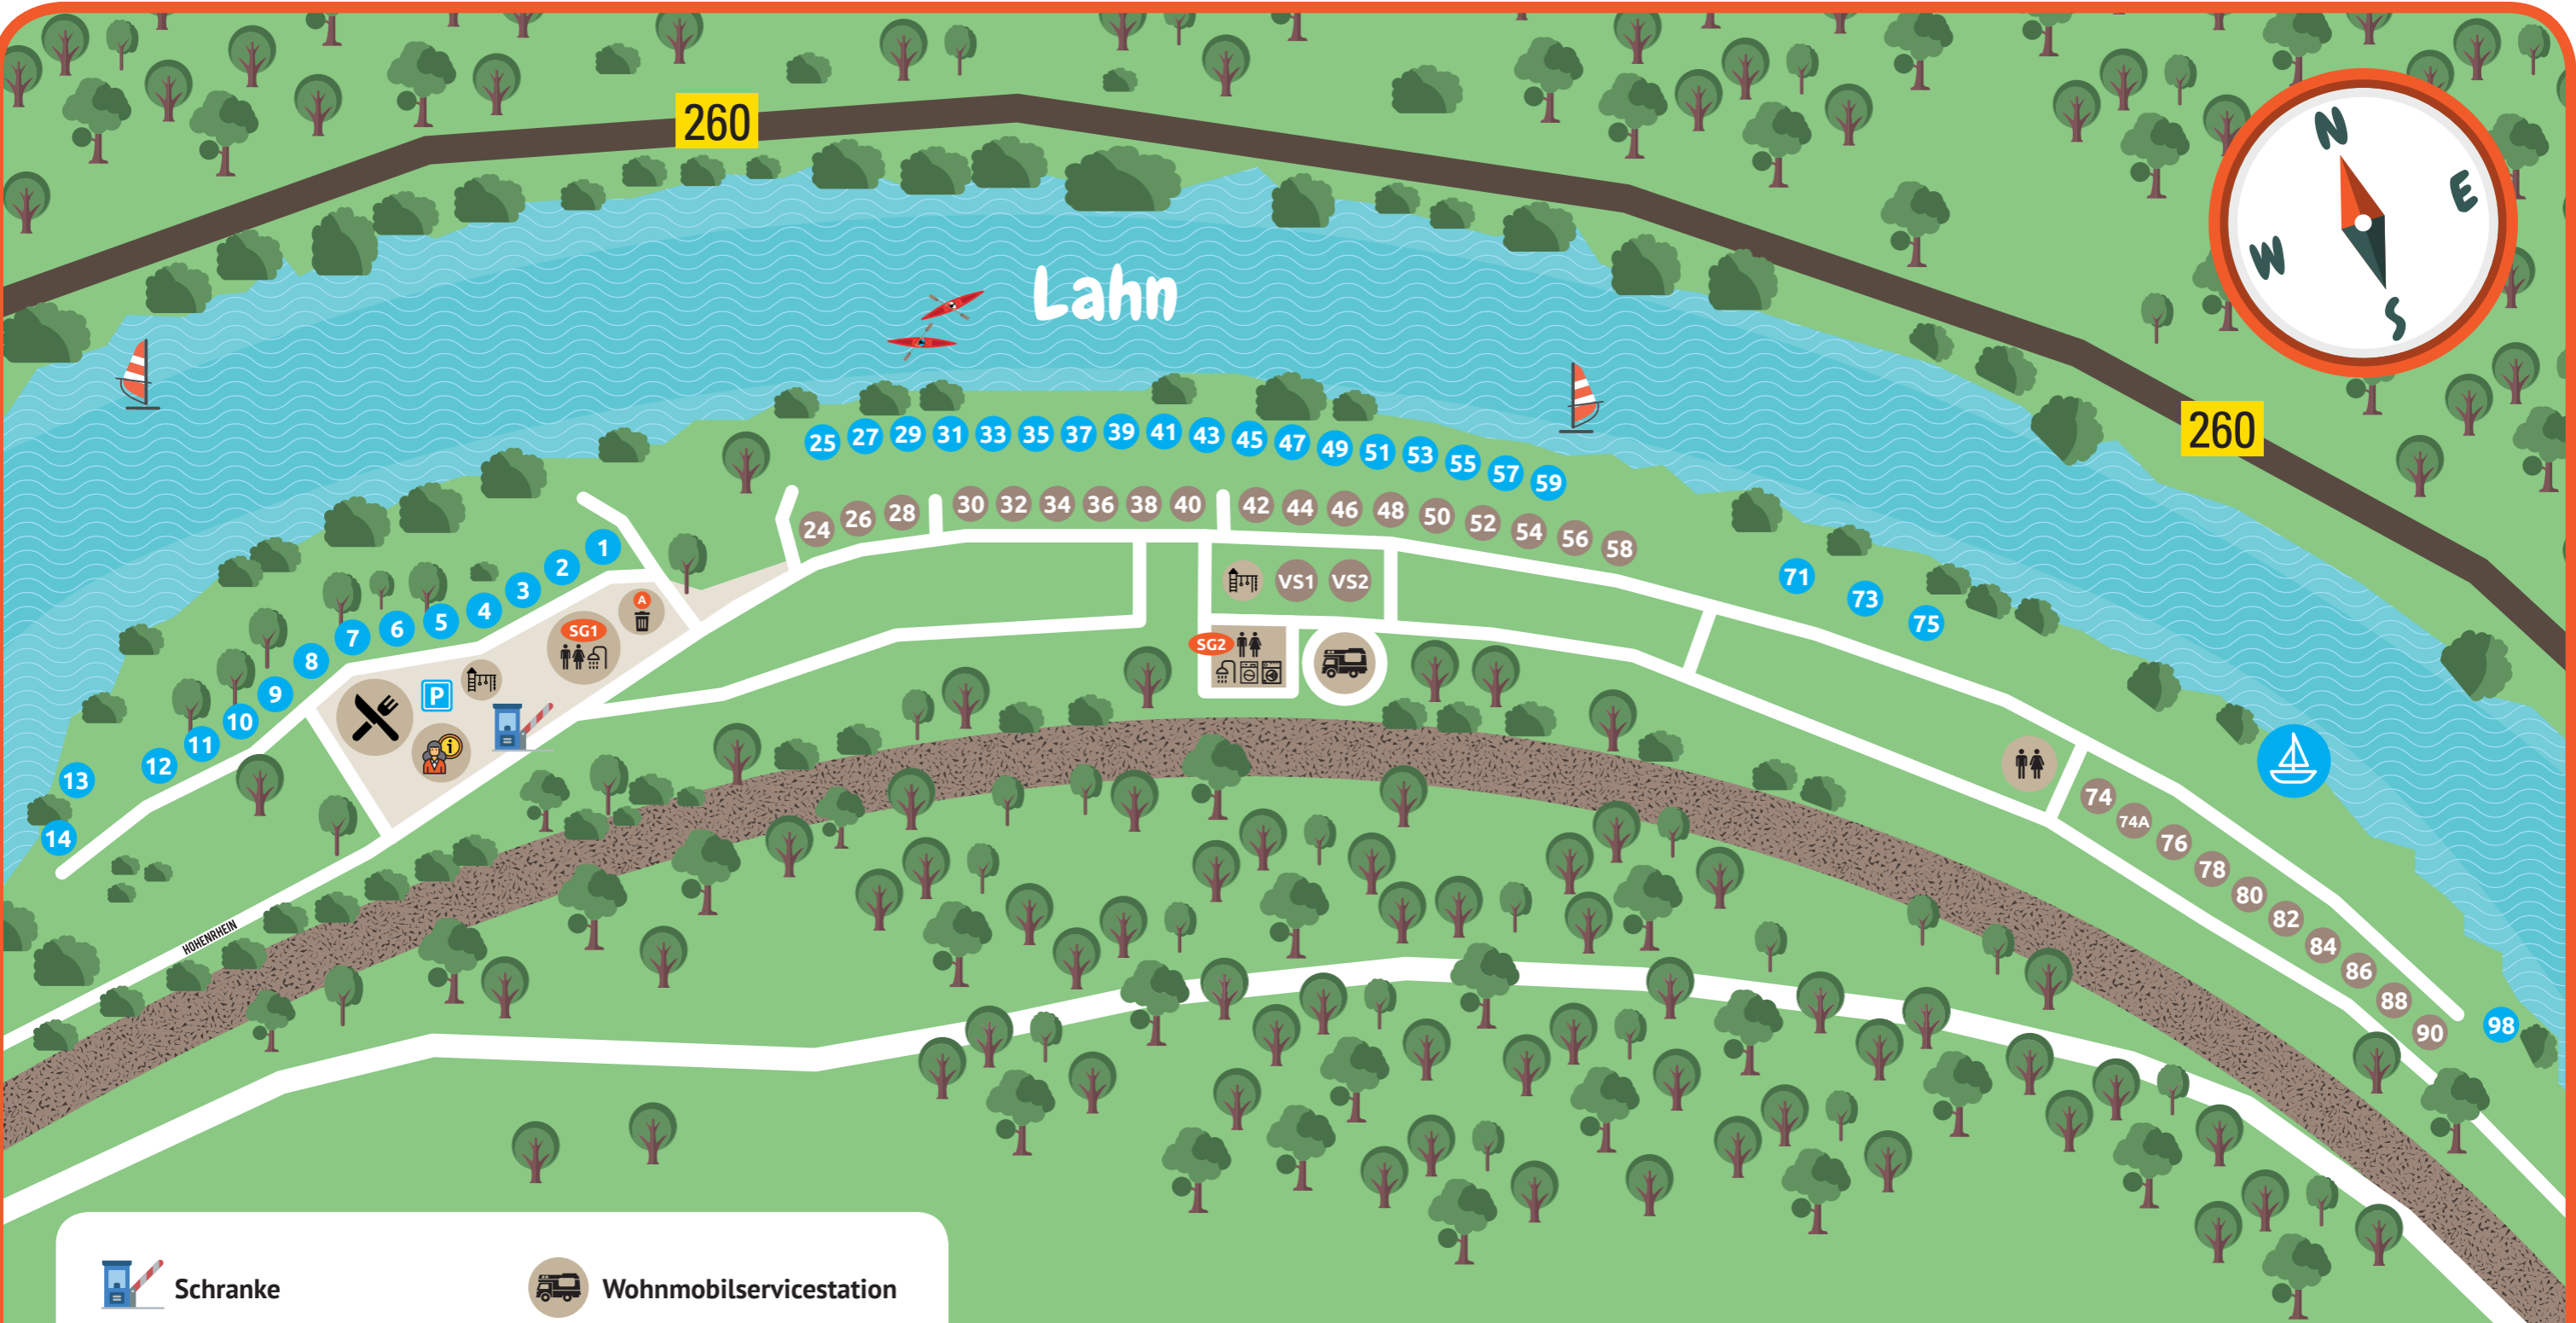 260
N
E
W
S
Lahn
260
25 27 29 31 33 35 37 39 41 43 45 47 49 51 53 55 57 59
24 26 28 30 32 34 36 38 40 42 44 46 48 50 52 54 56 58
1
2
3
4
5
6
7
8
9
10
11
12
13
14
A
SG1
P
i
VS1 VS2
SG2
71
73
75
74
74A
76
78
80
82
84
86
88
90
98
HOHENRHEIN
Schranke
Wohnmobilservicestation